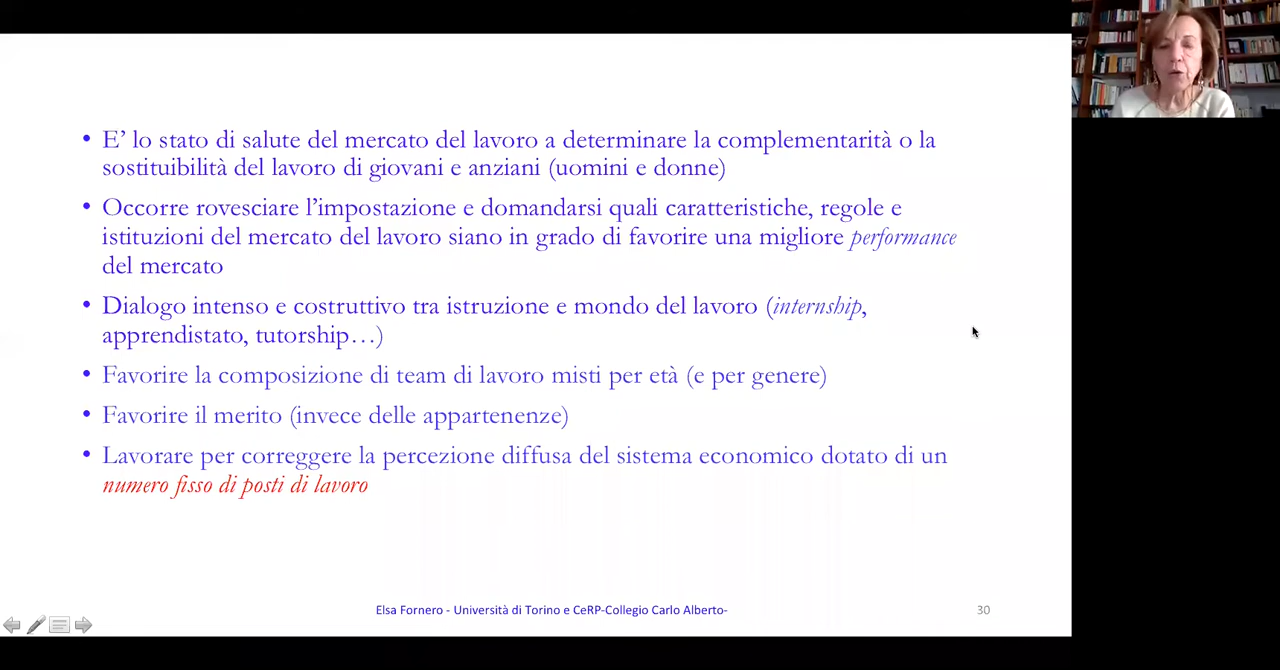 • E’ lo stato di salute del mercato del lavoro a determinare la complementarità o la
sostituibilità del lavoro di giovani e anziani (uomini e donne)
• Occorre rovesciare l’impostazione e domandarsi quali caratteristiche, regole e
istituzioni del mercato del lavoro siano in grado di favorire una migliore performance
del mercato
• Dialogo intenso e costruttivo tra istruzione e mondo del lavoro (internship,
apprendistato, tutorship…)
• Favorire la composizione di team di lavoro misti per età (e per genere)
• Favorire il merito (invece delle appartenenze)
• Lavorare per correggere la percezione diffusa del sistema economico dotato di un
numero fisso di posti di lavoro
Elsa Fornero - Università di Torino e CeRP-Collegio Carlo Alberto-
30